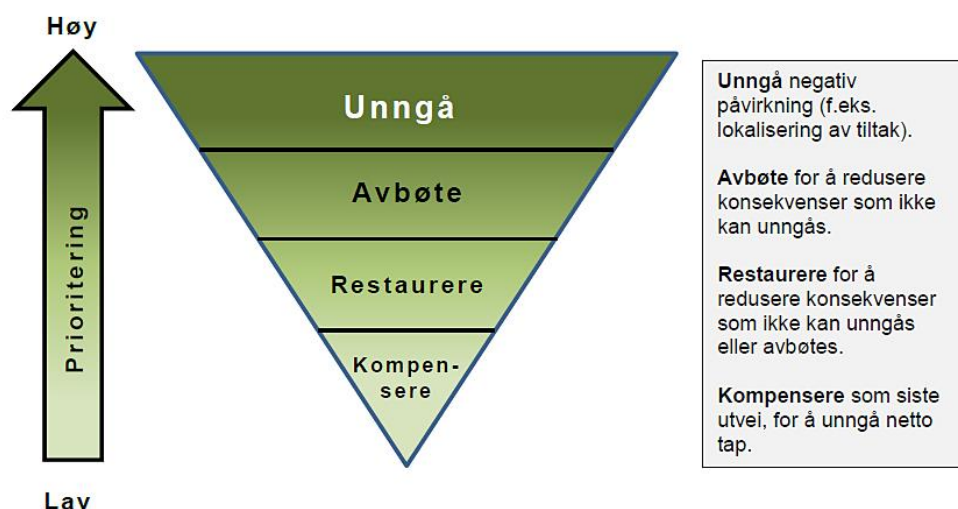 Høy
Prioritering
Lav
Unngå
Avbøte
Restaurere
Kompen-
sere
Unngå negativ
påvirkning (f.eks.
lokalisering av tiltak).
Avbøte for å redusere
konsekvenser som ikke
kan unngås.
Restaurere for å
redusere konsekvenser
som ikke kan unngås
eller avbøtes.
Kompensere som siste
utvei, for å unngå netto
tap.